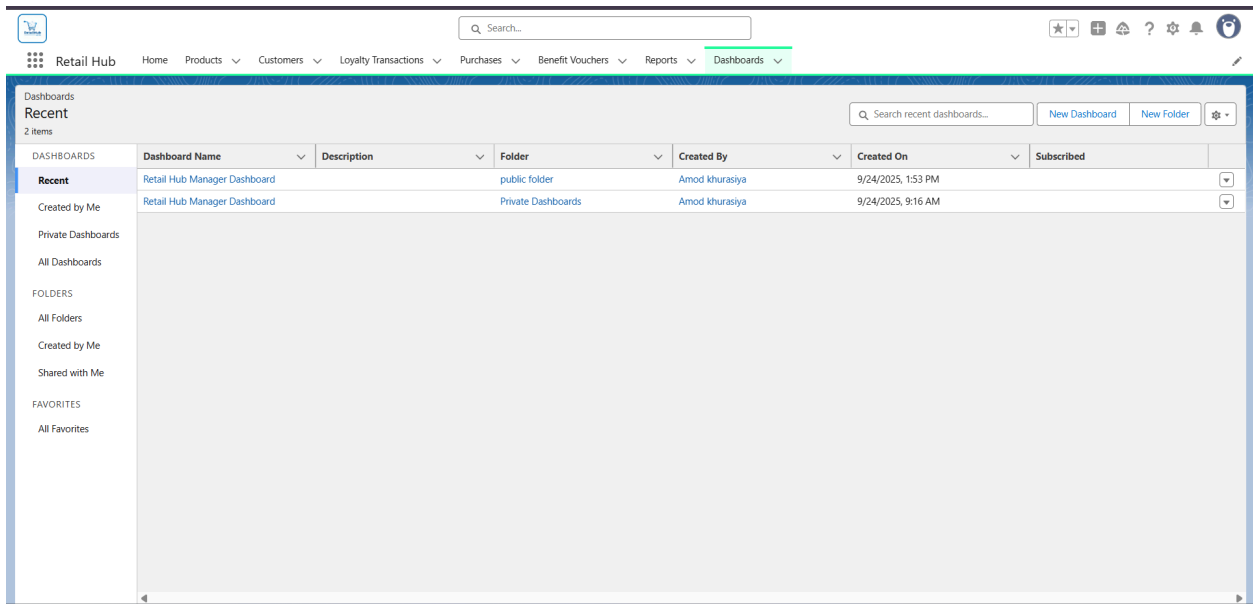 Search...
Retail Hub Home Products Customers Loyalty Transactions Purchases Benefit Vouchers Reports Dashboards
Dashboards
Recent
2 items
Search recent dashboards...
New Dashboard
New Folder
DASHBOARDS
Dashboard Name Description Folder Created By Created On Subscribed
Recent
Retail Hub Manager Dashboard public folder Amod khurasiya 9/24/2025, 1:53 PM
Retail Hub Manager Dashboard Private Dashboards Amod khurasiya 9/24/2025, 9:16 AM
Created by Me
Private Dashboards
All Dashboards
FOLDERS
All Folders
Created by Me
Shared with Me
FAVORITES
All Favorites